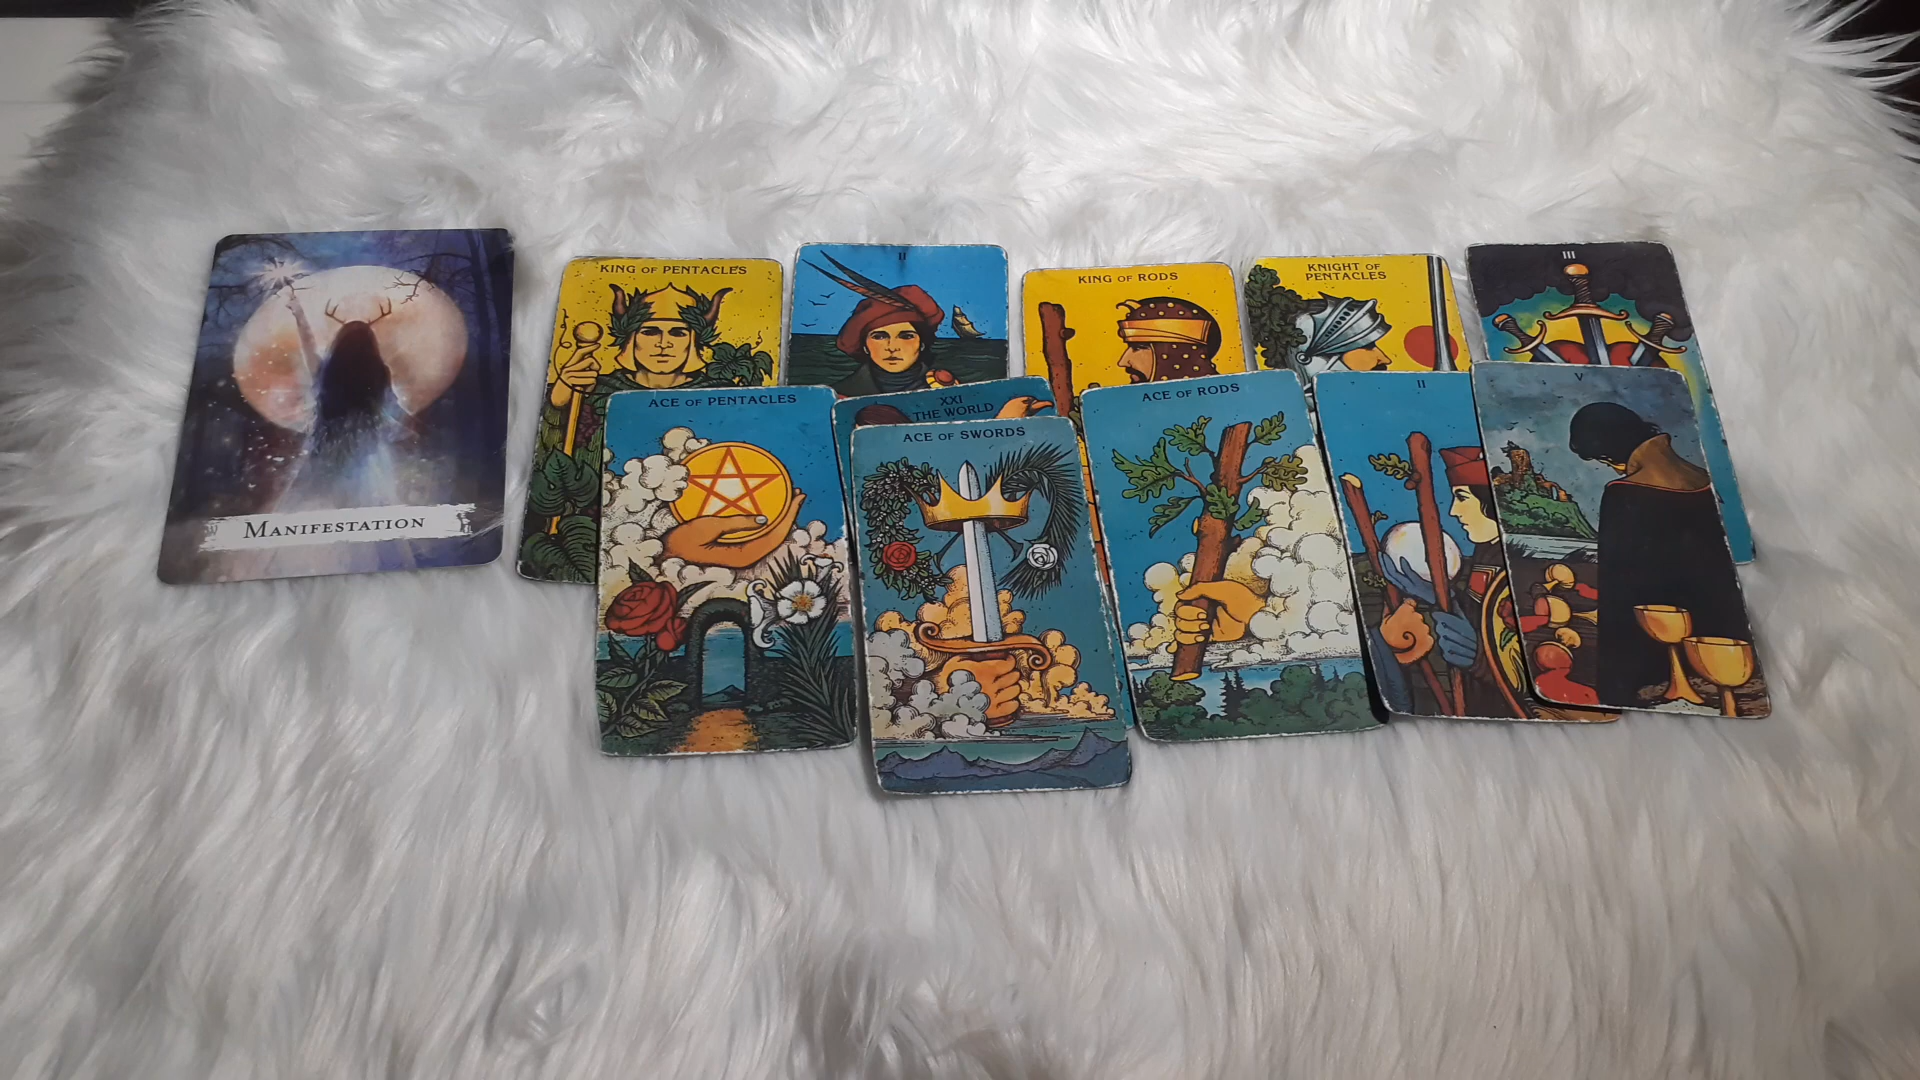 MANIFESTATION
KING OF PENTACLES
II
KING OF RODS
KNIGHT OF
PENTACLES
III
ACE OF PENTACLES
XXI
THE WORLD
ACE OF SWORDS
ACE OF RODS
II
V